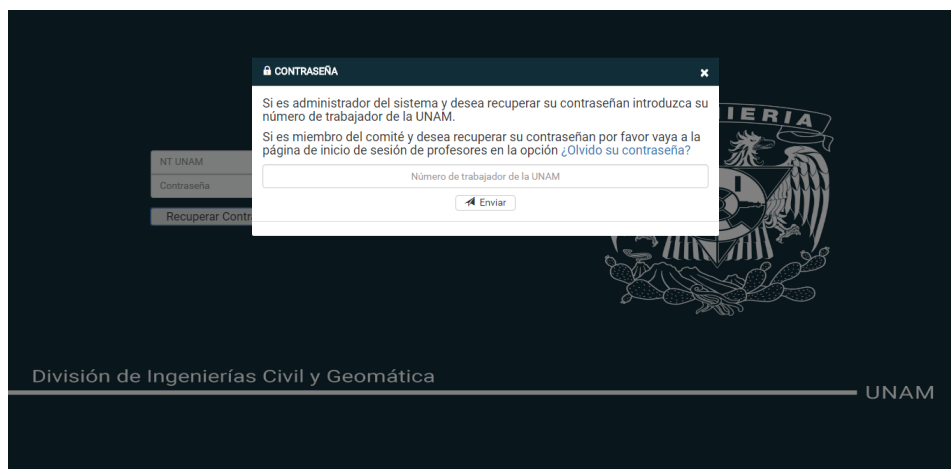 CONTRASEÑA
Si es administrador del sistema y desea recuperar su contraseñan introduzca su
número de trabajador de la UNAM.
Si es miembro del comité y desea recuperar su contraseñan por favor vaya a la
página de inicio de sesión de profesores en la opción ¿Olvido su contraseña?
Número de trabajador de la UNAM
Enviar
NT UNAM
Contraseña
Recuperar Contr
IERIA
División de Ingenierías Civil y Geomática
UNAM